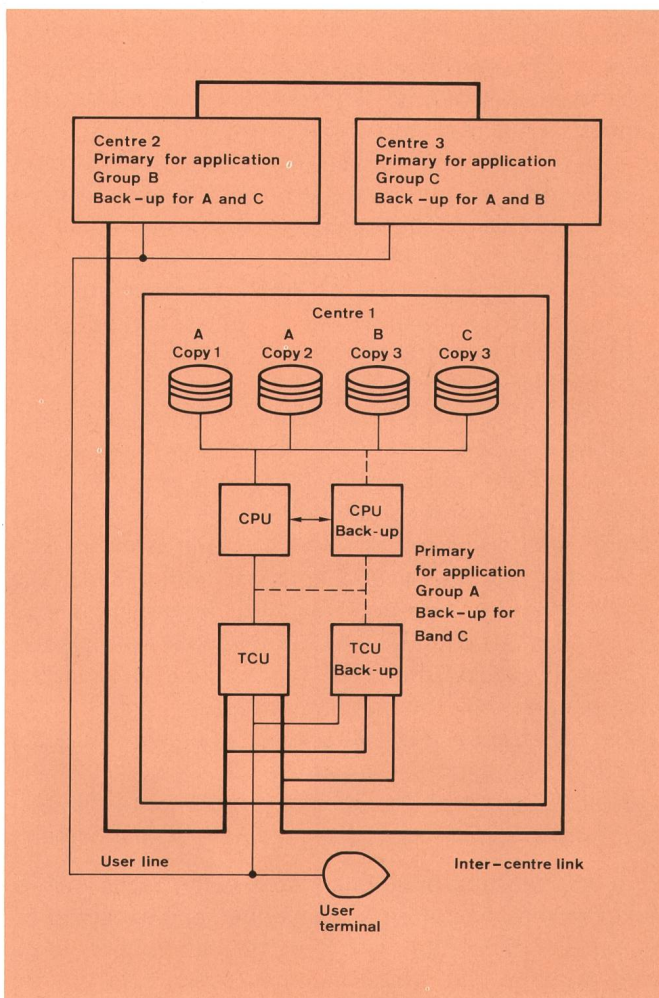 Centre 2
Primary for application
Group B
Back-up for A and C
Centre 3
Primary for application
Group C
Back-up for A and B
Centre 1
A
Copy 1
A
Copy 2
B
Copy 3
C
Copy 3
CPU
CPU
Back-up
Primary
for application
Group A
Back-up for
Band C
TCU
TCU
Back-up
User line
Inter-centre link
User
terminal